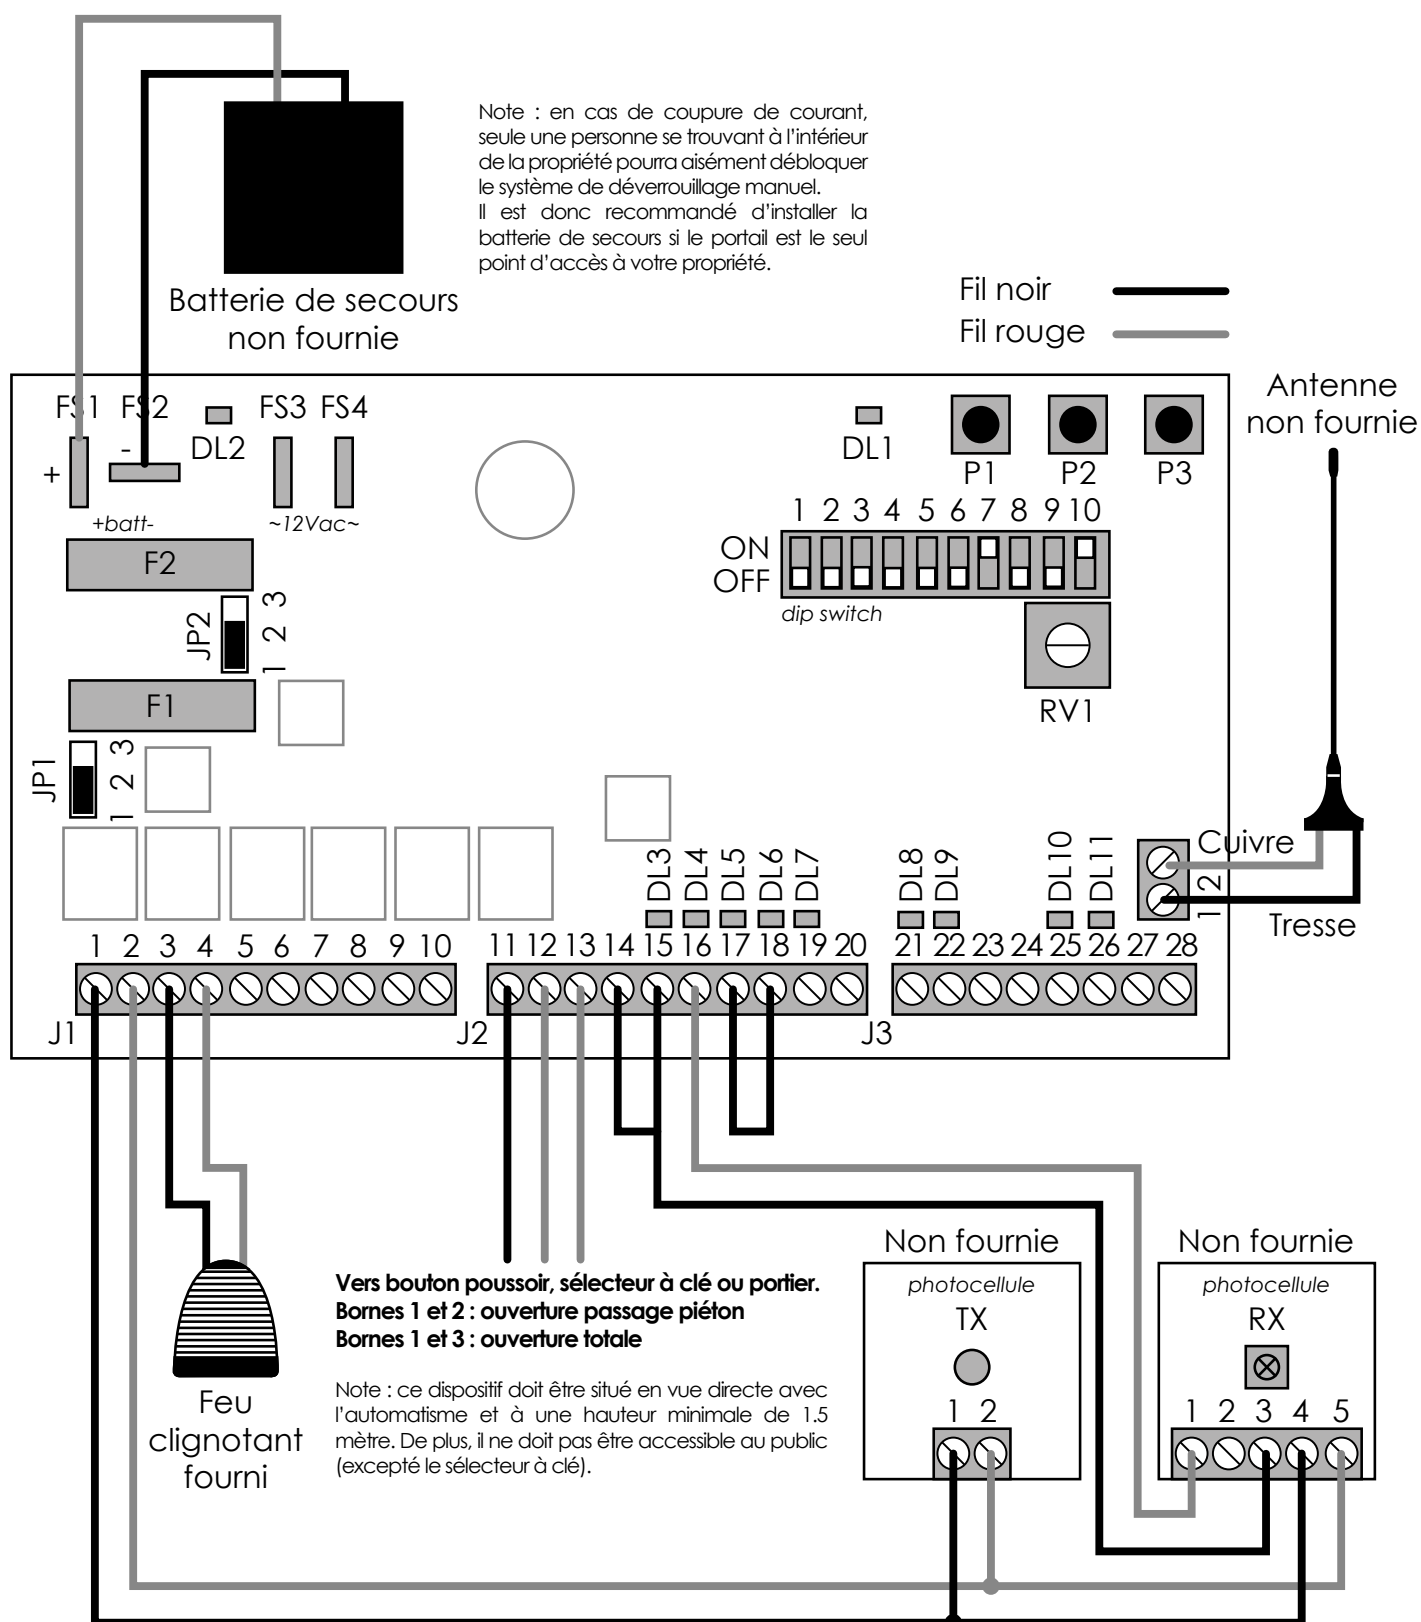 Note : en cas de coupure de courant,
seule une personne se trouvant à l'intérieur
de la propriété pourra aisément débloquer
le système de déverrouillage manuel.
Il est donc recommandé d'installer la
batterie de secours si le portail est le seul
point d'accès à votre propriété.
Batterie de secours
non fournie
Fil noir
Fil rouge
Antenne
non fournie
FS1 FS2 DL2 FS3 FS4
+ -
+batt- ~12Vac~
DL1 P1 P2 P3
1 2 3 4 5 6 7 8 9 10
ON
OFF
dip switch
F2
JP2
1 2 3
F1
RV1
JP1
1 2 3
DL3 DL4 DL5 DL6 DL7
DL8 DL9 DL10 DL11
Cuivre
1 2
Tresse
1 2 3 4 5 6 7 8 9 10
11 12 13 14 15 16 17 18 19 20
21 22 23 24 25 26 27 28
J1 J2 J3
Feu
clignotant
fourni
Vers bouton poussoir, sélecteur à clé ou portier.
Bornes 1 et 2 : ouverture passage piéton
Bornes 1 et 3 : ouverture totale
Note : ce dispositif doit être situé en vue directe avec
l'automatisme et à une hauteur minimale de 1.5
mètre. De plus, il ne doit pas être accessible au public
(excepté le sélecteur à clé).
Non fournie
photocellule
TX
1 2
Non fournie
photocellule
RX
1 2 3 4 5